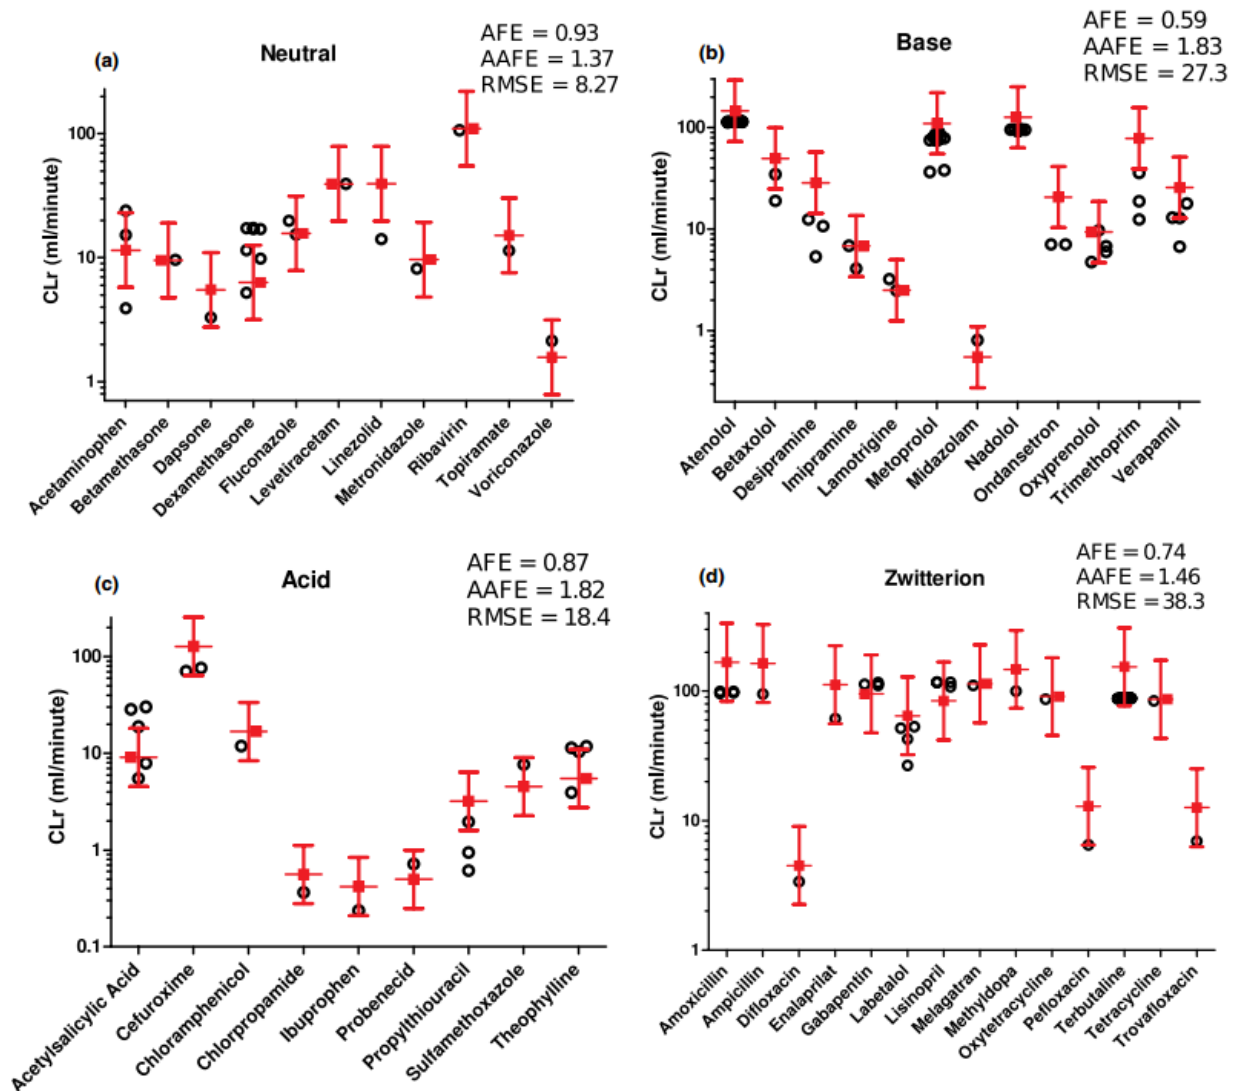 (a)
Neutral
AFE = 0.93
AAFE = 1.37
RMSE = 8.27
CLr (ml/minute)
100
10
1
Acetaminophen
Betamethasone
Dapsone
Dexamethasone
Fluconazole
Levetiracetam
Linezolid
Metronidazole
Ribavirin
Topiramate
Voriconazole
(b)
Base
AFE = 0.59
AAFE = 1.83
RMSE = 27.3
CLr (ml/minute)
100
10
1
Atenolol
Betaxolol
Desipramine
Imipramine
Lamotrigine
Metoprolol
Midazolam
Nadolol
Ondansetron
Oxyprenolol
Trimethoprim
Verapamil
(c)
Acid
AFE = 0.87
AAFE = 1.82
RMSE = 18.4
CLr (ml/minute)
100
10
1
0.1
Acetylsalicylic Acid
Cefuroxime
Chloramphenicol
Chlorpropamide
Ibuprophen
Probenecid
Propylthiouracil
Sulfamethoxazole
Theophylline
(d)
Zwitterion
AFE = 0.74
AAFE = 1.46
RMSE = 38.3
CLr (ml/minute)
100
10
1
Amoxicillin
Ampicillin
Difloxacin
Enalaprilat
Gabapentin
Labetalol
Lisinopril
Melagatran
Methyldopa
Oxytetracycline
Pefloxacin
Terbutaline
Tetracycline
Trovafloxacin